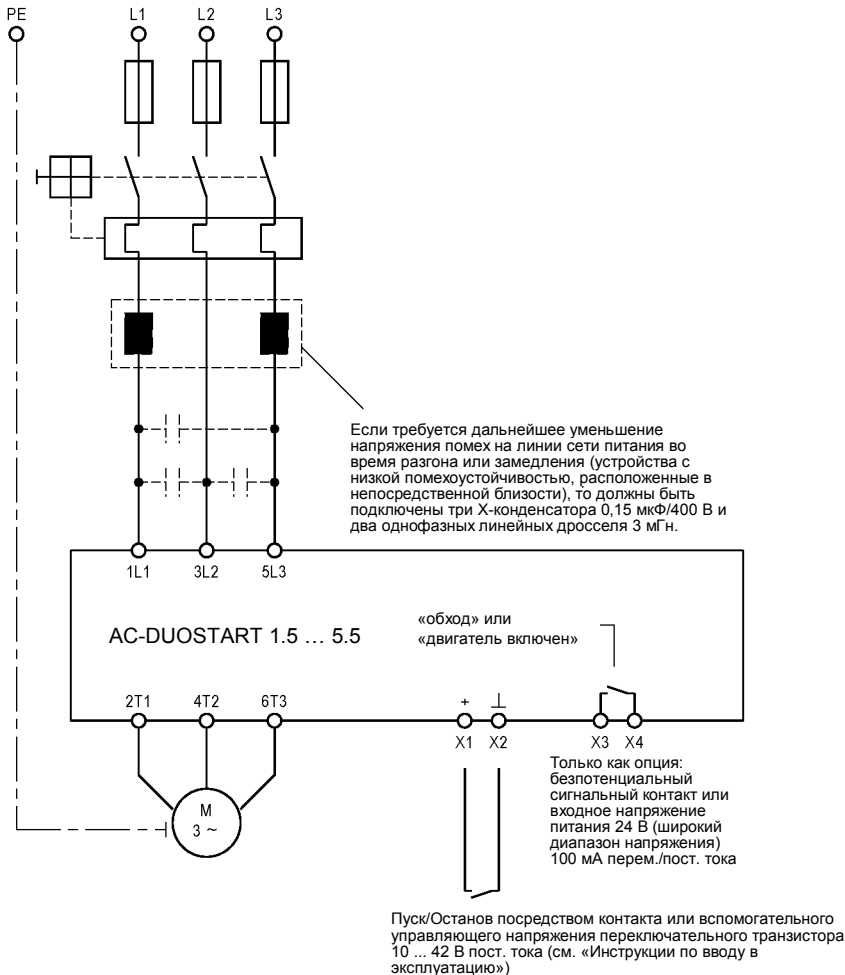 PE L1 L2 L3
Если требуется дальнейшее уменьшение
напряжения помех на линии сети питания во
время разгона или замедления (устройства с
низкой помехоустойчивостью, расположенные в
непосредственной близости), то должны быть
подключены три X-конденсатора 0,15 мкФ/400 В и
два однофазных линейных дросселя 3 мГн.
1L1 3L2 5L3
AC-DUOSTART 1.5 … 5.5
«обход» или
«двигатель включен»
2T1 4T2 6T3
+ ⊥
X1 X2 X3 X4
Только как опция:
безпотенциальный
сигнальный контакт или
входное напряжение
питания 24 В (широкий
диапазон напряжения)
100 мА перем./пост. тока
M
3 ~
Пуск/Останов посредством контакта или вспомогательного
управляющего напряжения переключательного транзистора
10 ... 42 В пост. тока (см. «Инструкции по вводу в
эксплуатацию»)